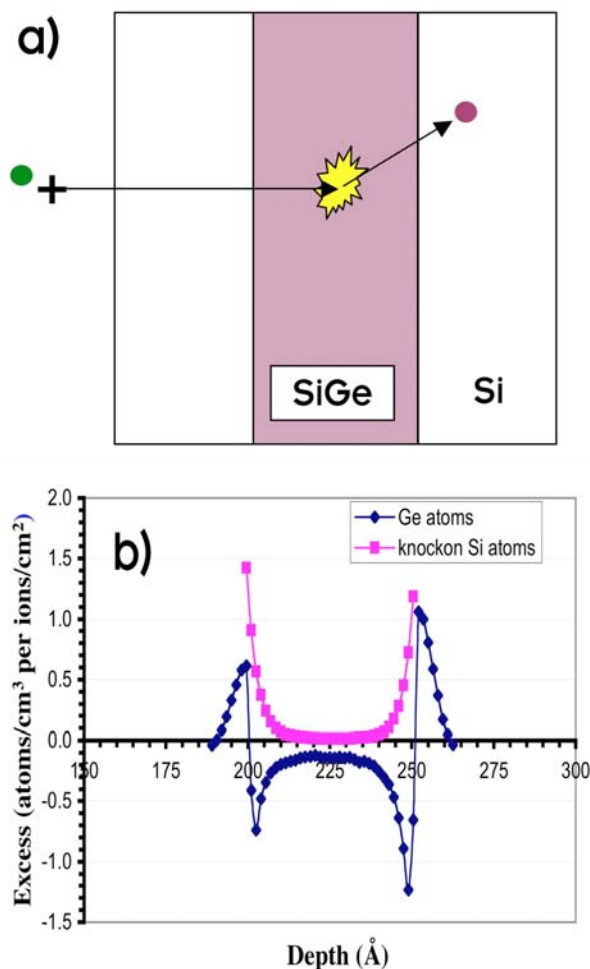 a)
+
SiGe
Si
b)
Ge atoms
knockon Si atoms
Excess (atoms/cm³ per ions/cm²)
2.0
1.5
1.0
0.5
0.0
-0.5
-1.0
-1.5
150 175 200 225 250 275 300
Depth (Å)